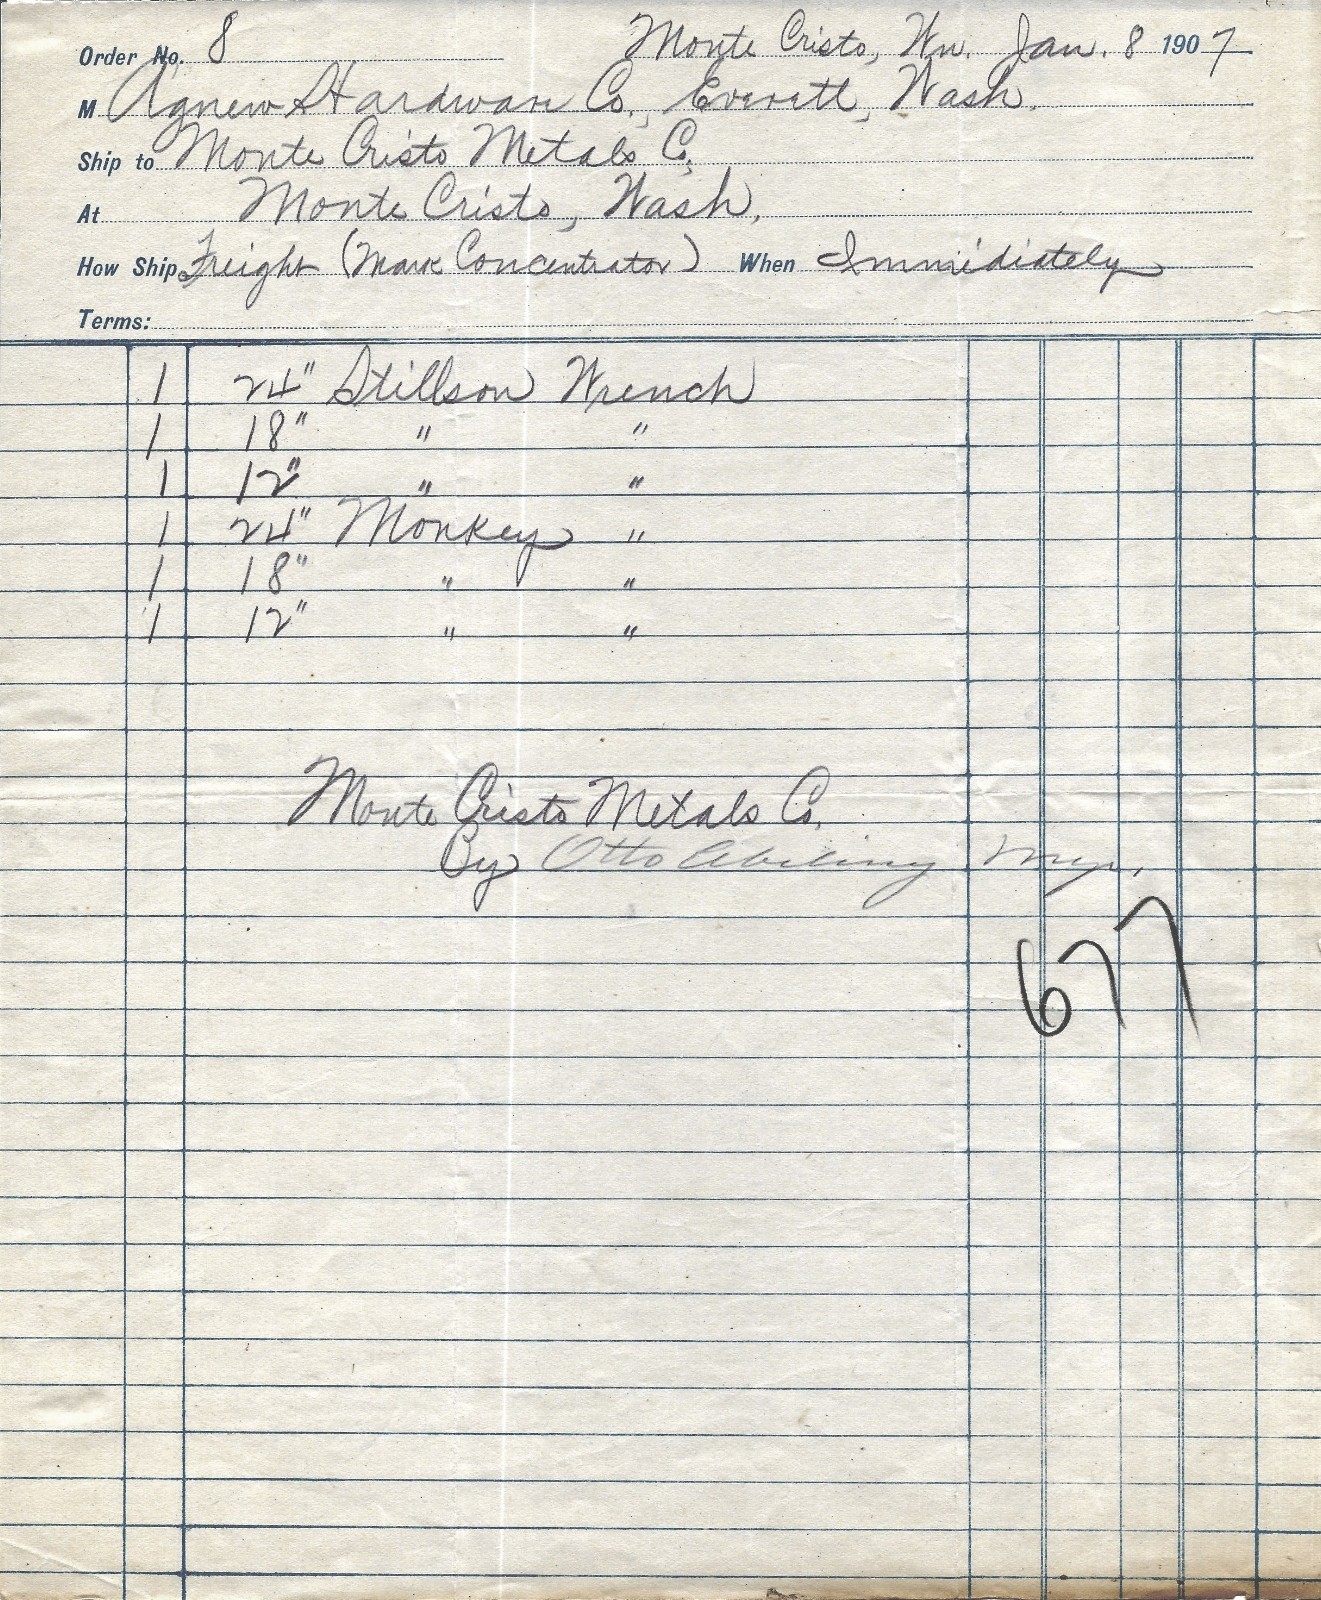 Order No. 8 Monte Cristo, Wn. Jan. 8 1907
M Agnew Hardware Co., Everett, Wash.
Ship to Monte Cristo Metals Co,
At Monte Cristo, Wash,
How Ship Freight (Mark Concentrator) When Immidiately
Terms:
1 24" Stillson Wrench
1 18" " "
1 12" " "
1 24" Monkey "
1 18" " "
1 12" " "
Monte Cristo Metals Co.
By Otto Mgr.
677